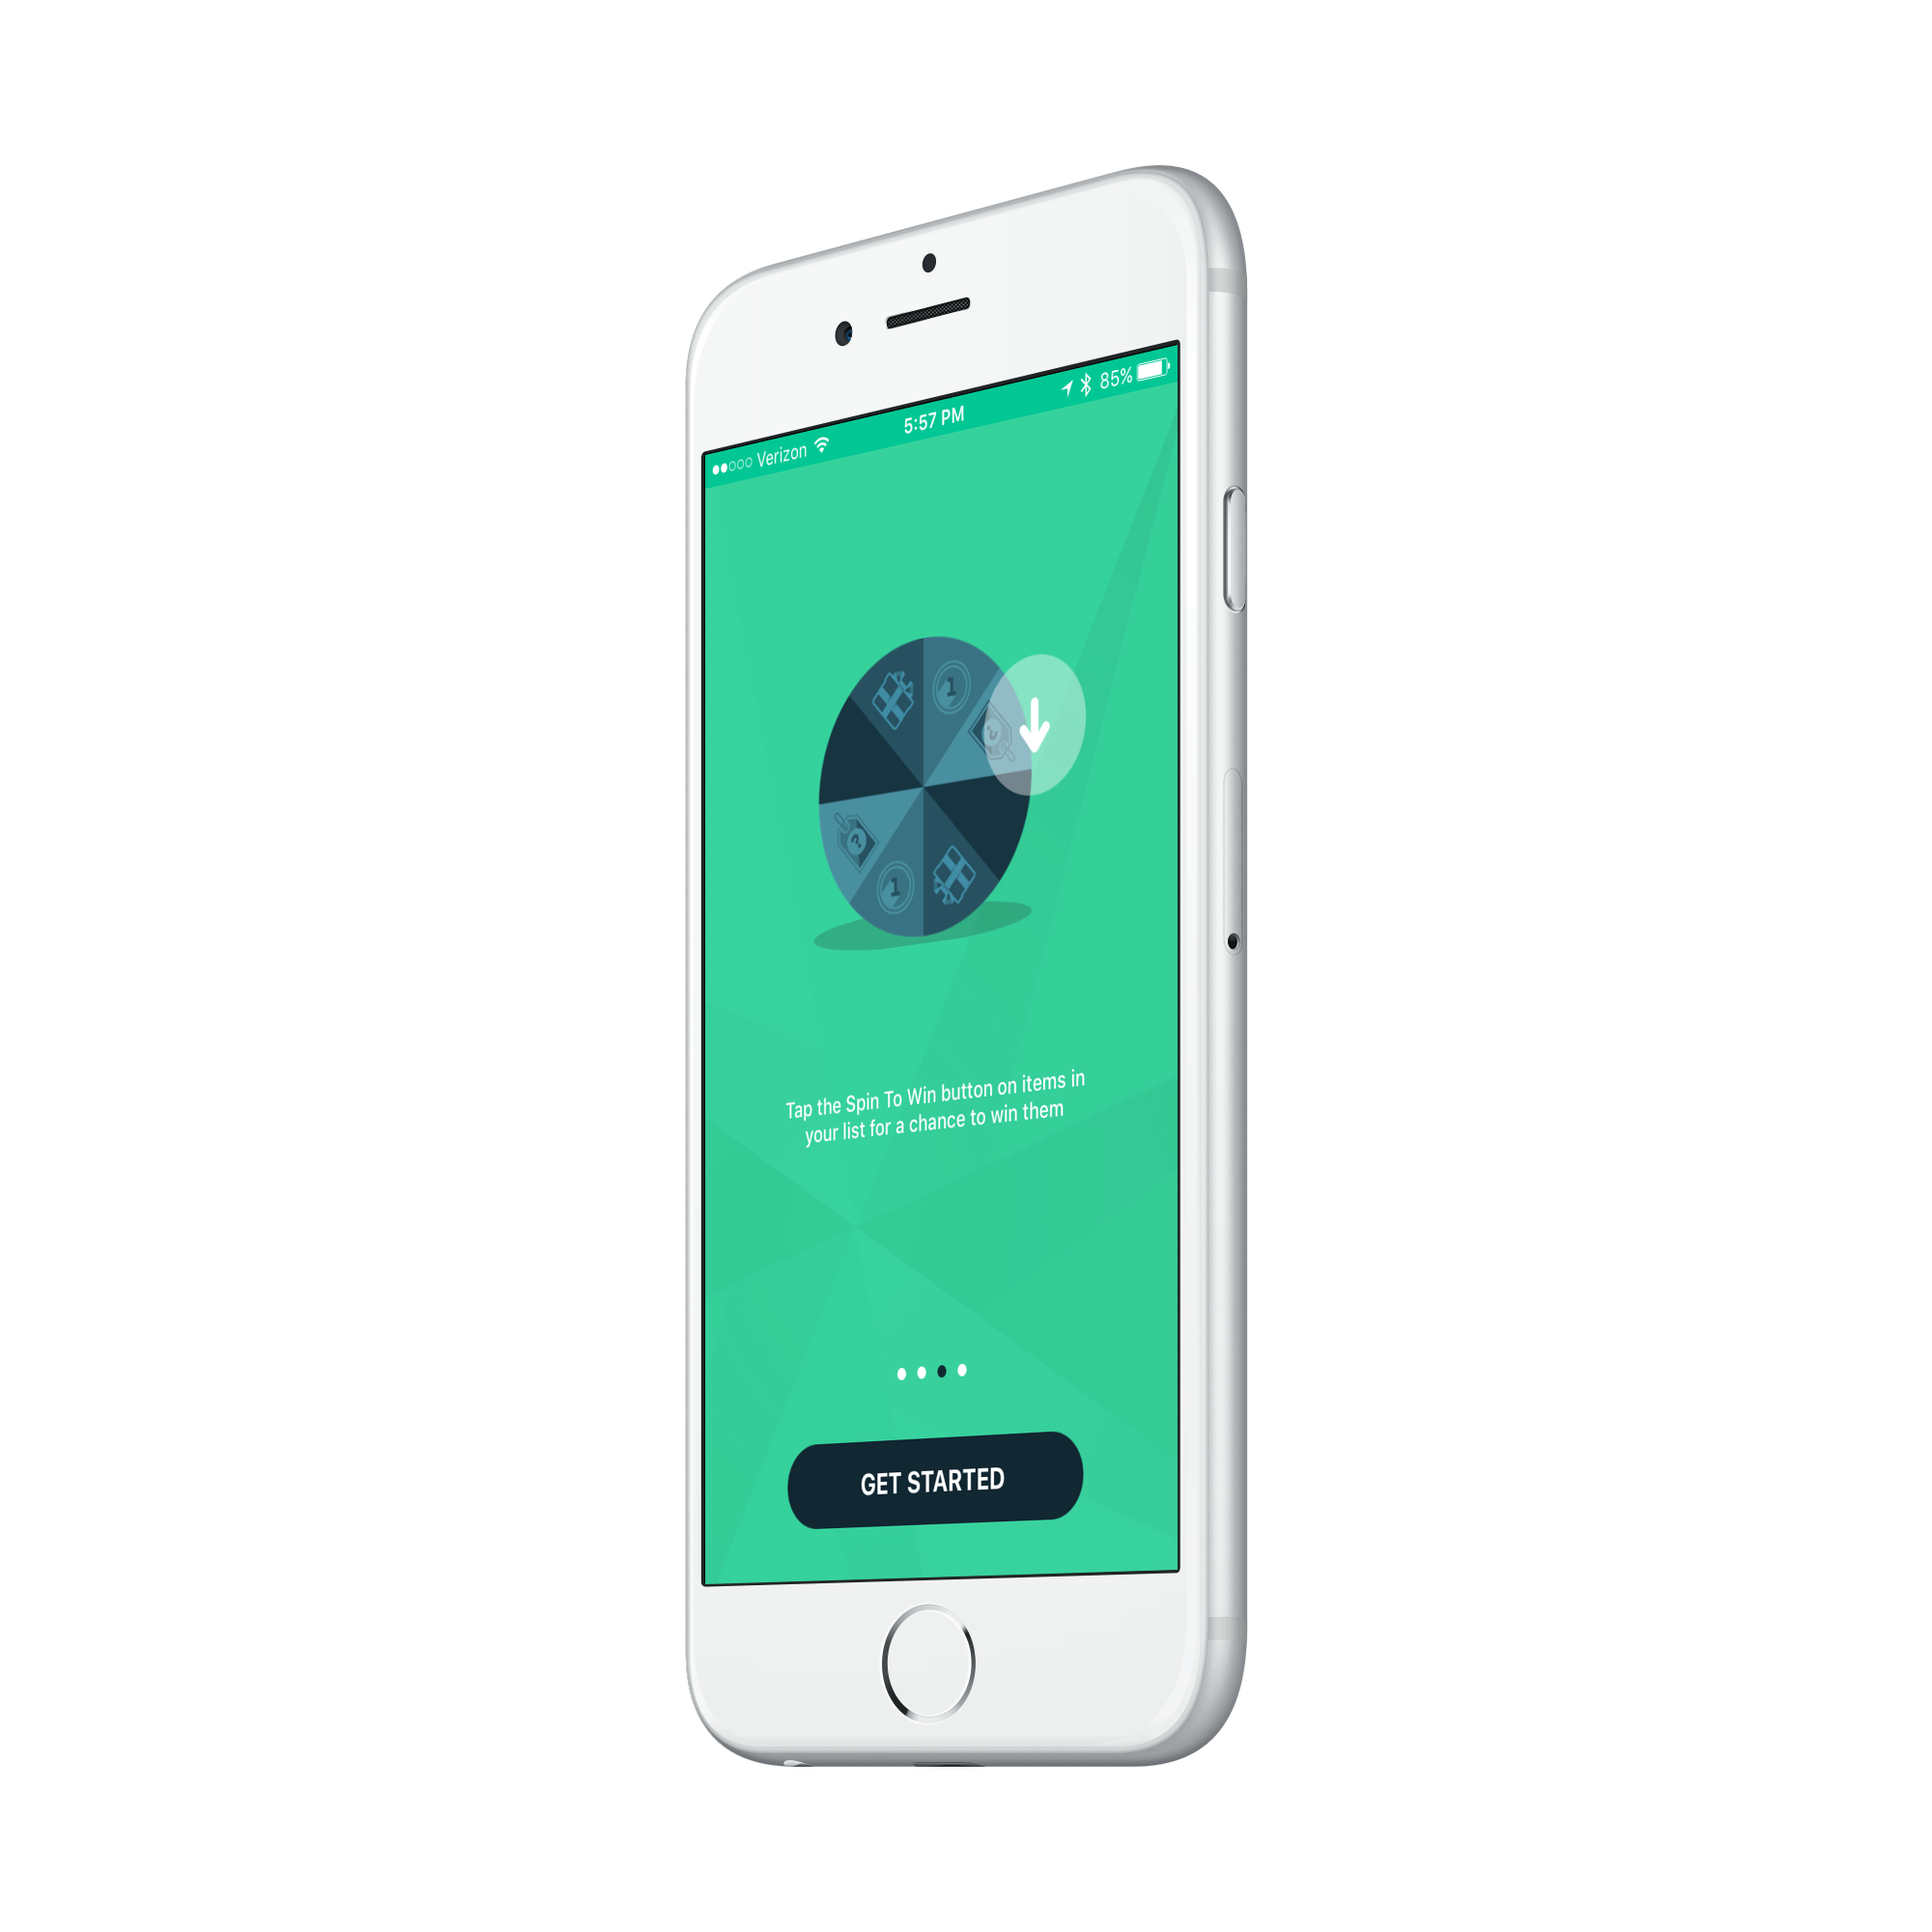 Verizon 5:57 PM 85%
1
?
?
1
Tap the Spin To Win button on items in
your list for a chance to win them
GET STARTED